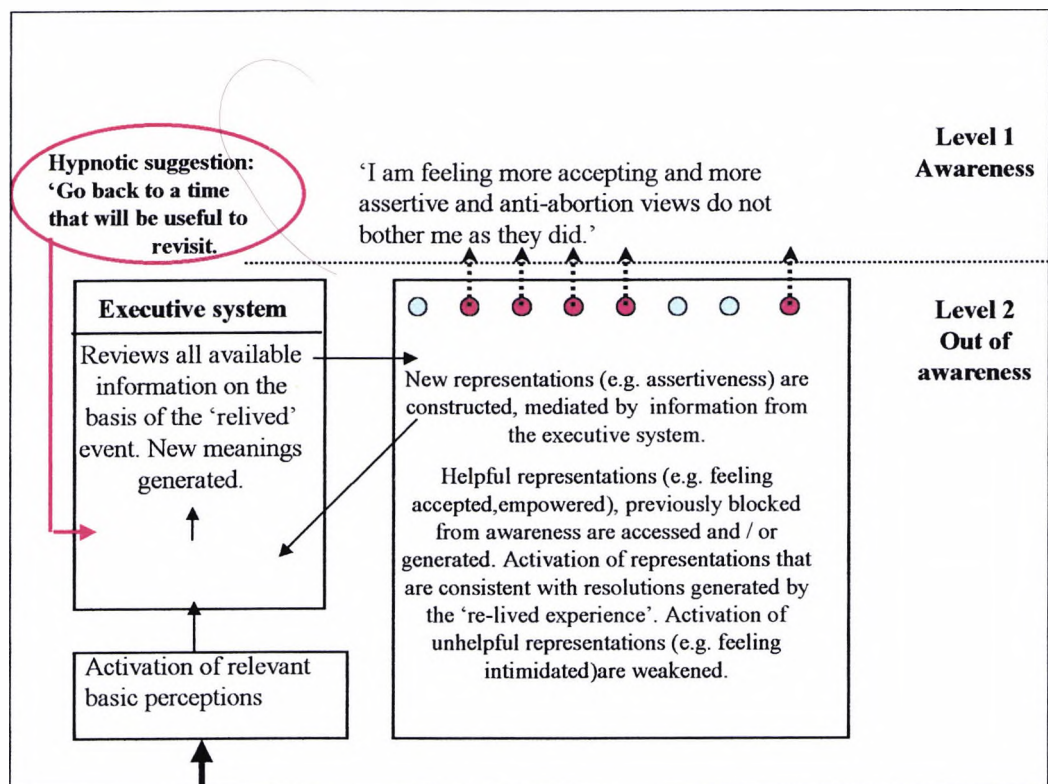 Level 1
Awareness
Hypnotic suggestion:
‘Go back to a time
that will be useful to
revisit.
‘I am feeling more accepting and more
assertive and anti-abortion views do not
bother me as they did.’
Executive system
Reviews all available
information on the
basis of the ‘relived’
event. New meanings
generated.
Level 2
Out of
awareness
New representations (e.g. assertiveness) are
constructed, mediated by information from
the executive system.
Helpful representations (e.g. feeling
accepted,empowered), previously blocked
from awareness are accessed and / or
generated. Activation of representations that
are consistent with resolutions generated by
the ‘re-lived experience’. Activation of
unhelpful representations (e.g. feeling
intimidated)are weakened.
Activation of relevant
basic perceptions